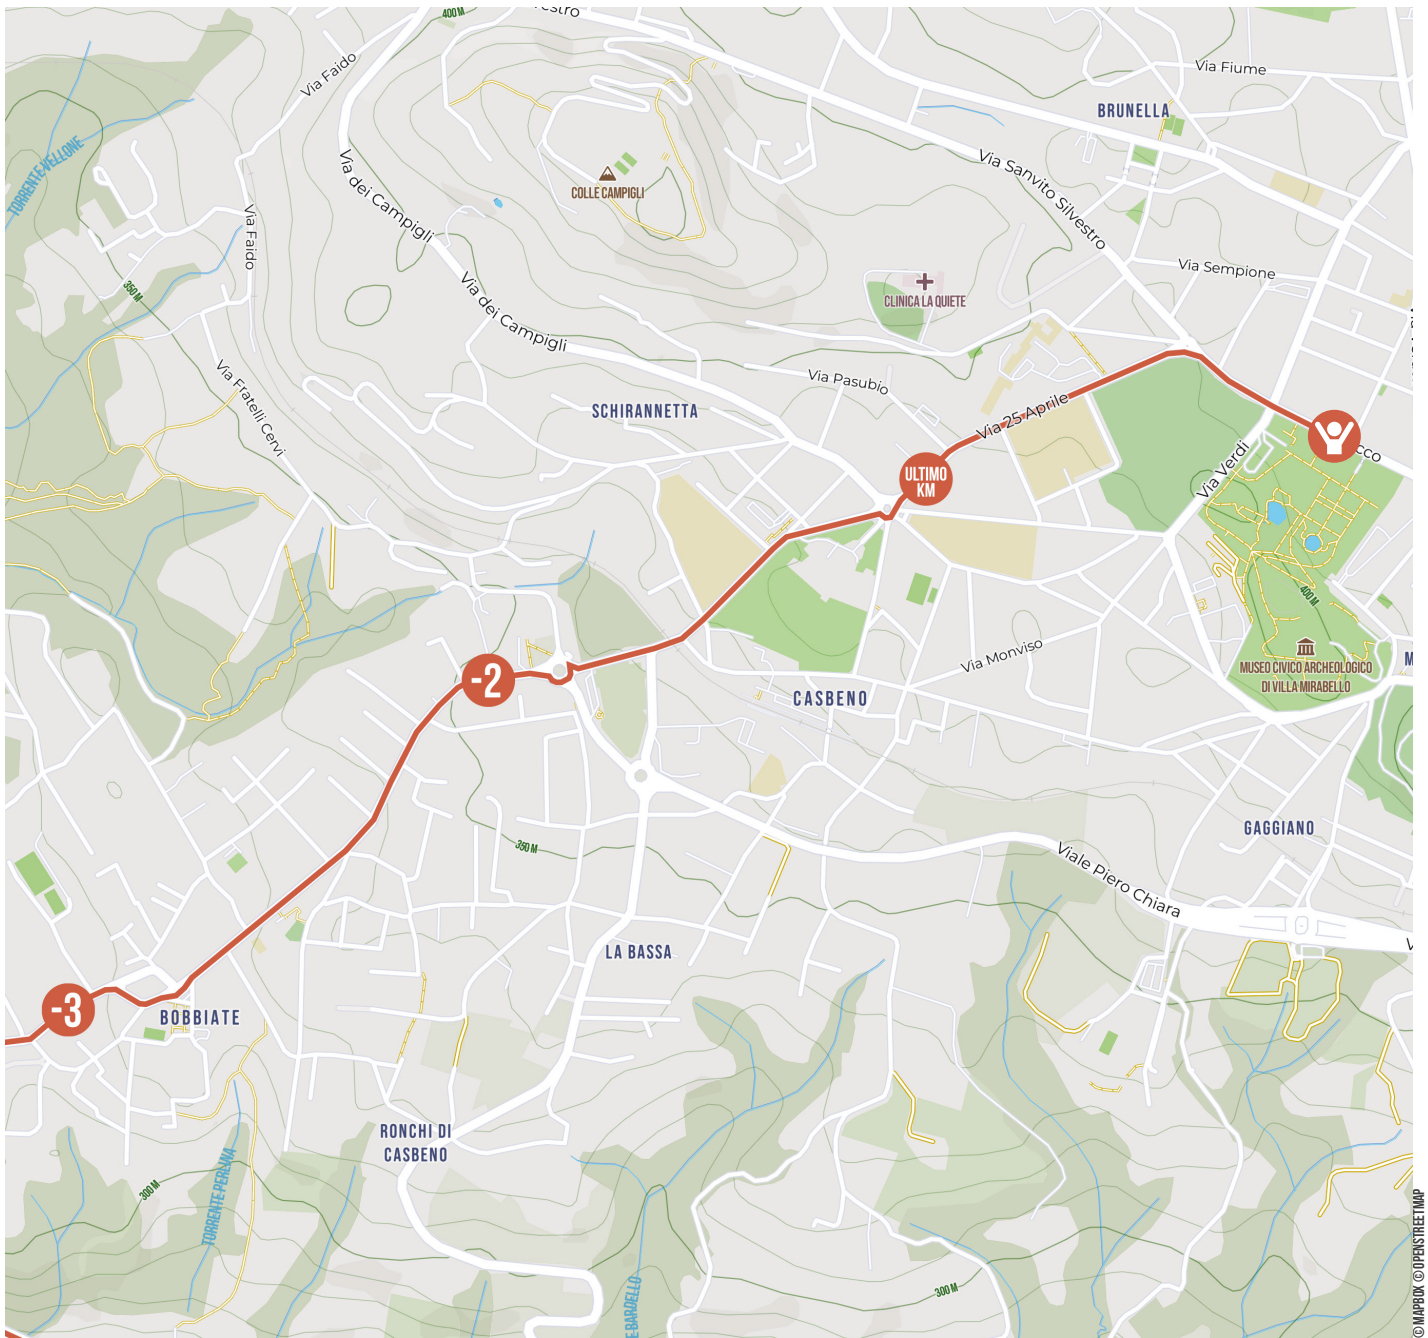 400 M
Via Faido
Via Fiume
BRUNELLA
TORRENTE VELLONE
Via dei Campigli
Via Sanvito Silvestro
COLLE CAMPIGLI
Via Faido
Via Sempione
350 M
Via dei Campigli
CLINICA LA QUIETE
Via Fratelli Cervi
Via Pasubio
SCHIRANNETTA
Via 25 Aprile
Via Verdi
cco
ULTIMO
KM
400 M
Via Monviso
MUSEO CIVICO ARCHEOLOGICO
DI VILLA MIRABELLO
M
-2
CASBENO
GAGGIANO
350 M
Viale Piero Chiara
LA BASSA
V
-3
BOBBIATE
RONCHI DI
CASBENO
300 M
TORRENTE PERLINA
300 M
E BARDELLO
© MAPBOX © OPENSTREETMAP